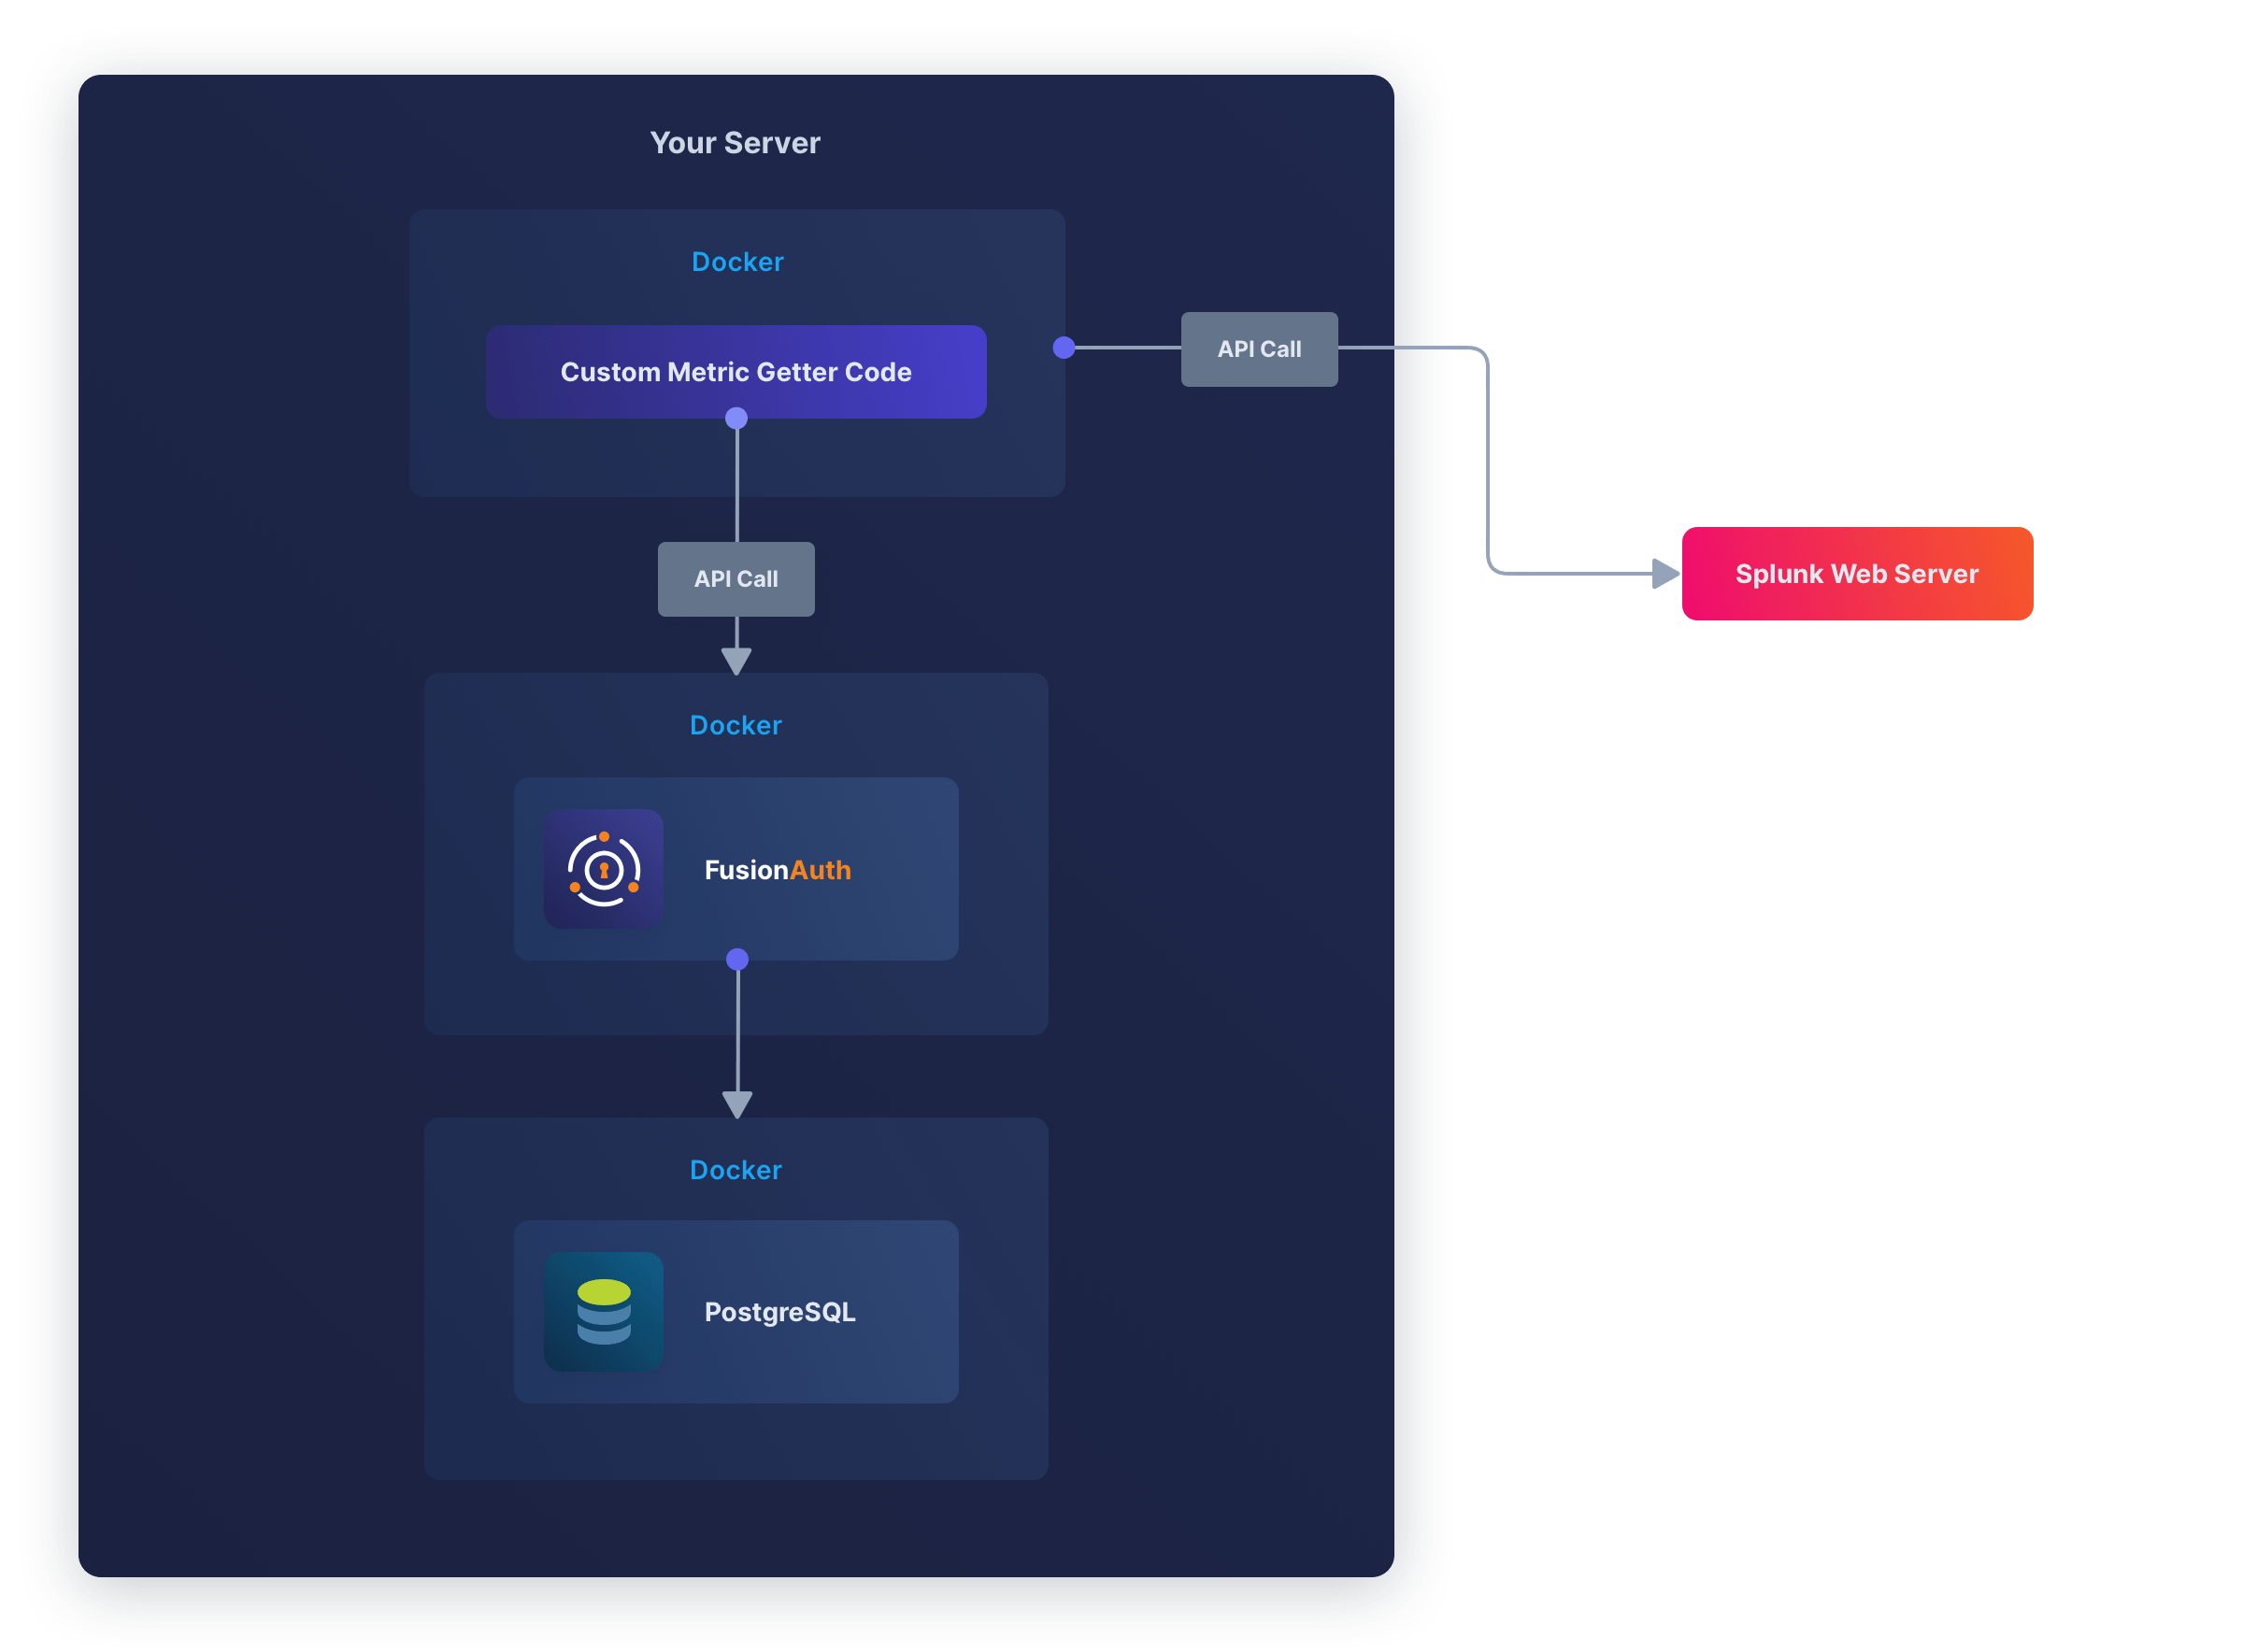 Your Server
Docker
Custom Metric Getter Code
API Call
API Call
Splunk Web Server
Docker
FusionAuth
Docker
PostgreSQL